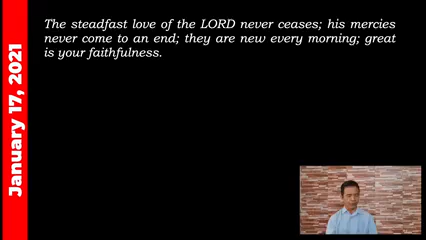 The steadfast love of the LORD never ceases; his mercies
never come to an end; they are new every morning; great
is your faithfulness.
January 17, 2021